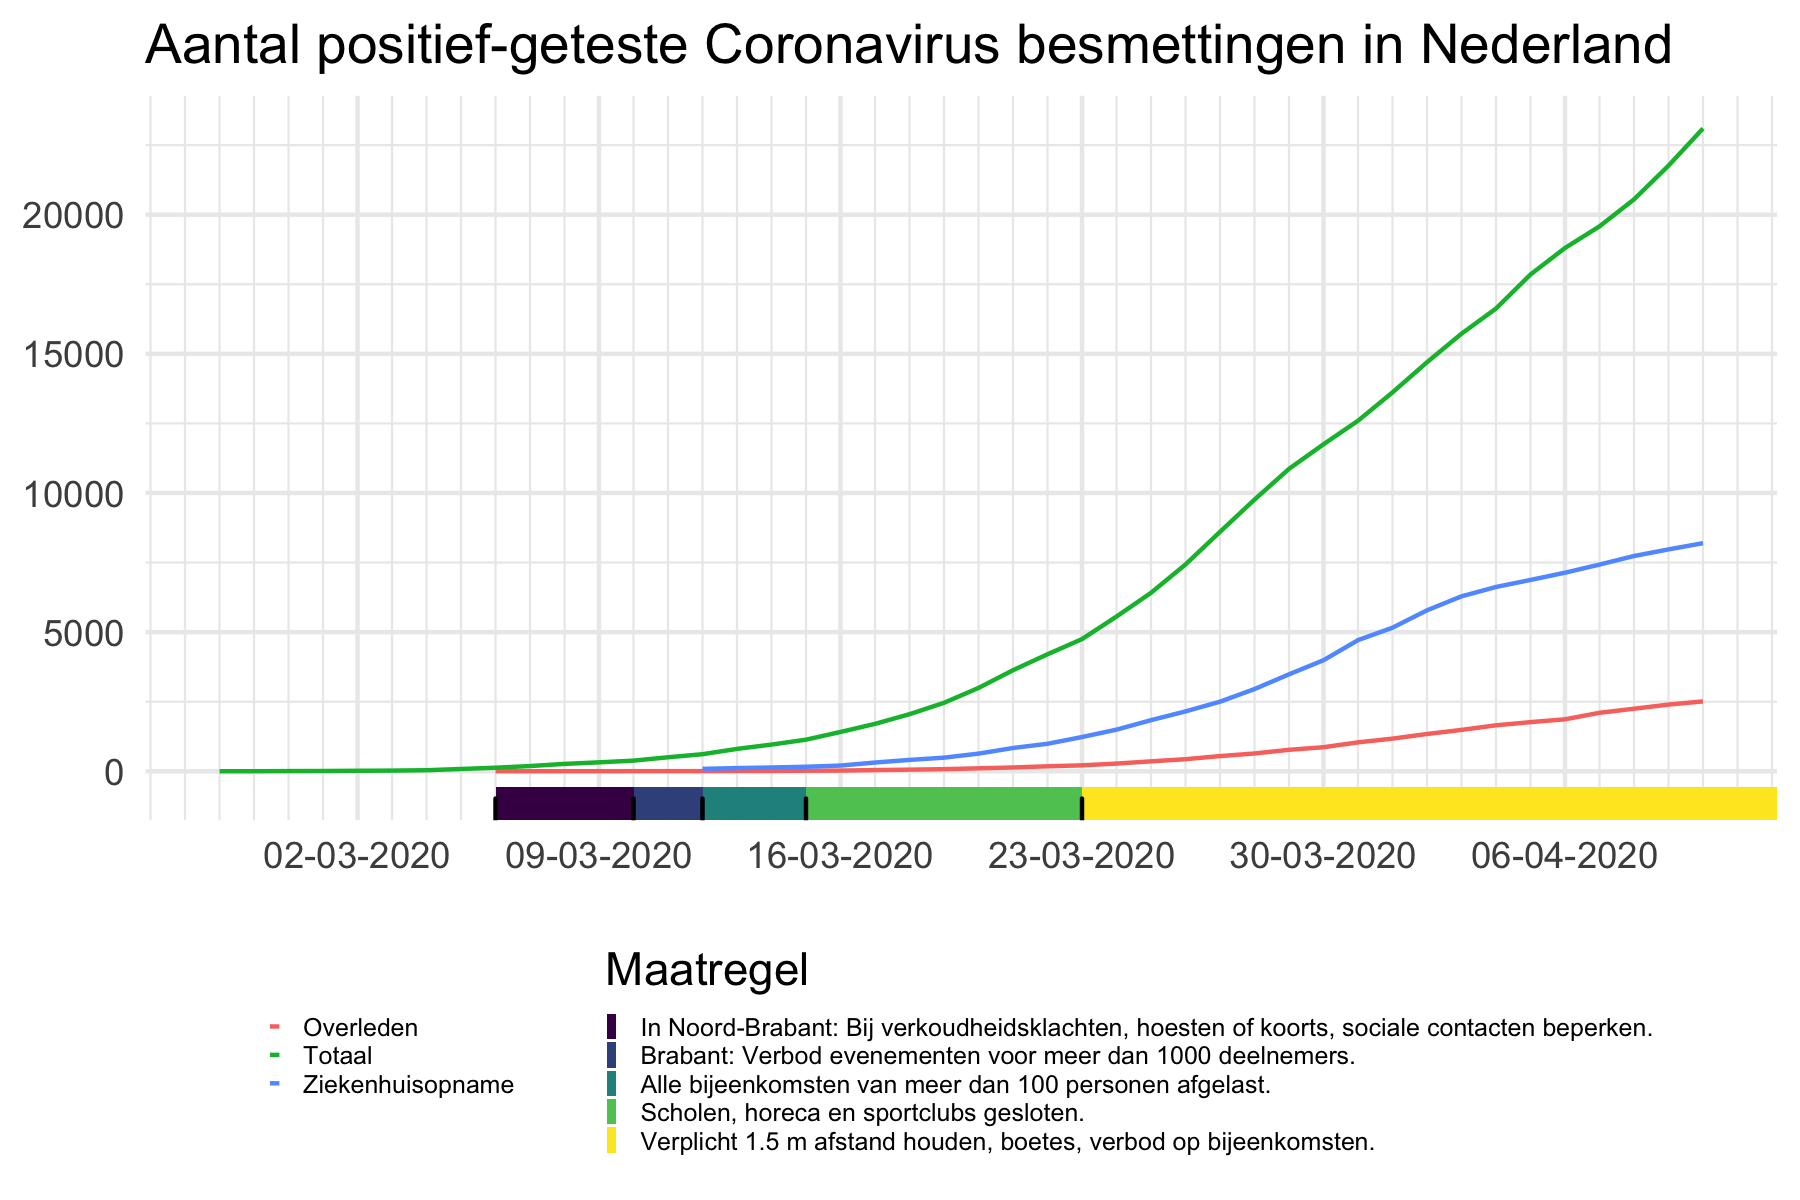 Aantal positief-geteste Coronavirus besmettingen in Nederland
20000
15000
10000
5000
0
02-03-2020 09-03-2020 16-03-2020 23-03-2020 30-03-2020 06-04-2020
Overleden
Totaal
Ziekenhuisopname
Maatregel
In Noord-Brabant: Bij verkoudheidsklachten, hoesten of koorts, sociale contacten beperken.
Brabant: Verbod evenementen voor meer dan 1000 deelnemers.
Alle bijeenkomsten van meer dan 100 personen afgelast.
Scholen, horeca en sportclubs gesloten.
Verplicht 1.5 m afstand houden, boetes, verbod op bijeenkomsten.